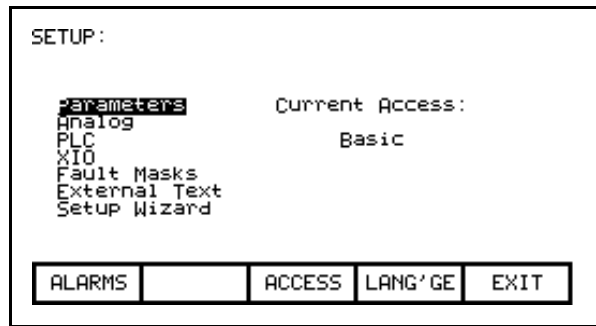 SETUP:
Parameters
Current Access:
Analog
PLC
Basic
XIO
Fault Masks
External Text
Setup Wizard
ALARMS ACCESS LANG'GE EXIT